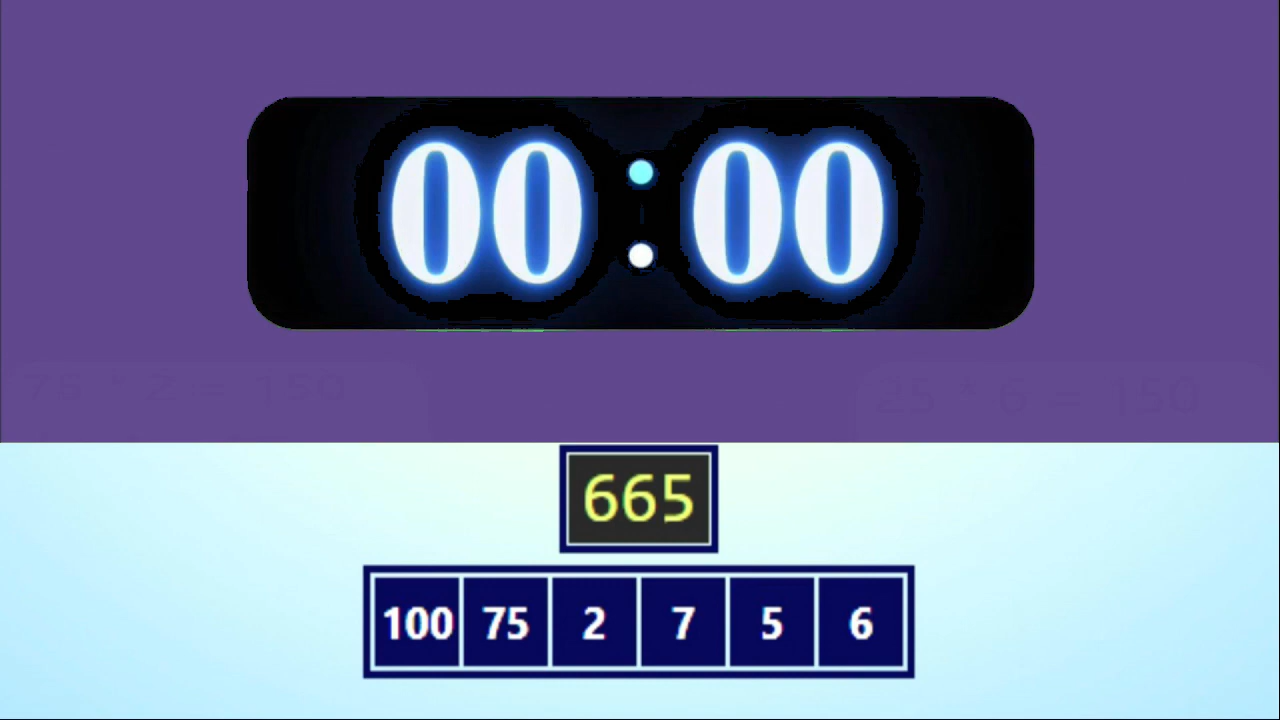 00:00
75 * 2 = 150 25 * 6 = 150
665
100 75 2 7 5 6